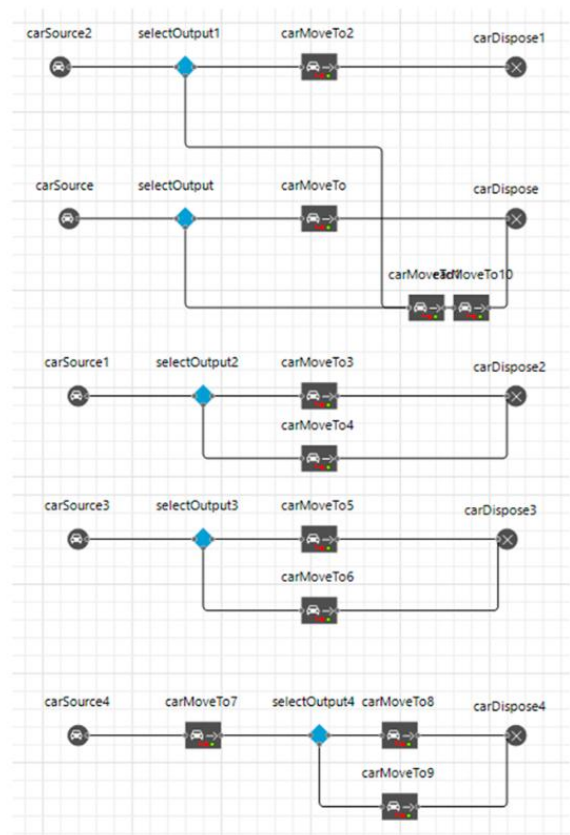 carSource2 selectOutput1 carMoveTo2 carDispose1
carSource selectOutput carMoveTo carDispose
carMoveTo10
carSource1 selectOutput2 carMoveTo3 carDispose2
carMoveTo4
carSource3 selectOutput3 carMoveTo5 carDispose3
carMoveTo6
carSource4 carMoveTo7 selectOutput4 carMoveTo8 carDispose4
carMoveTo9